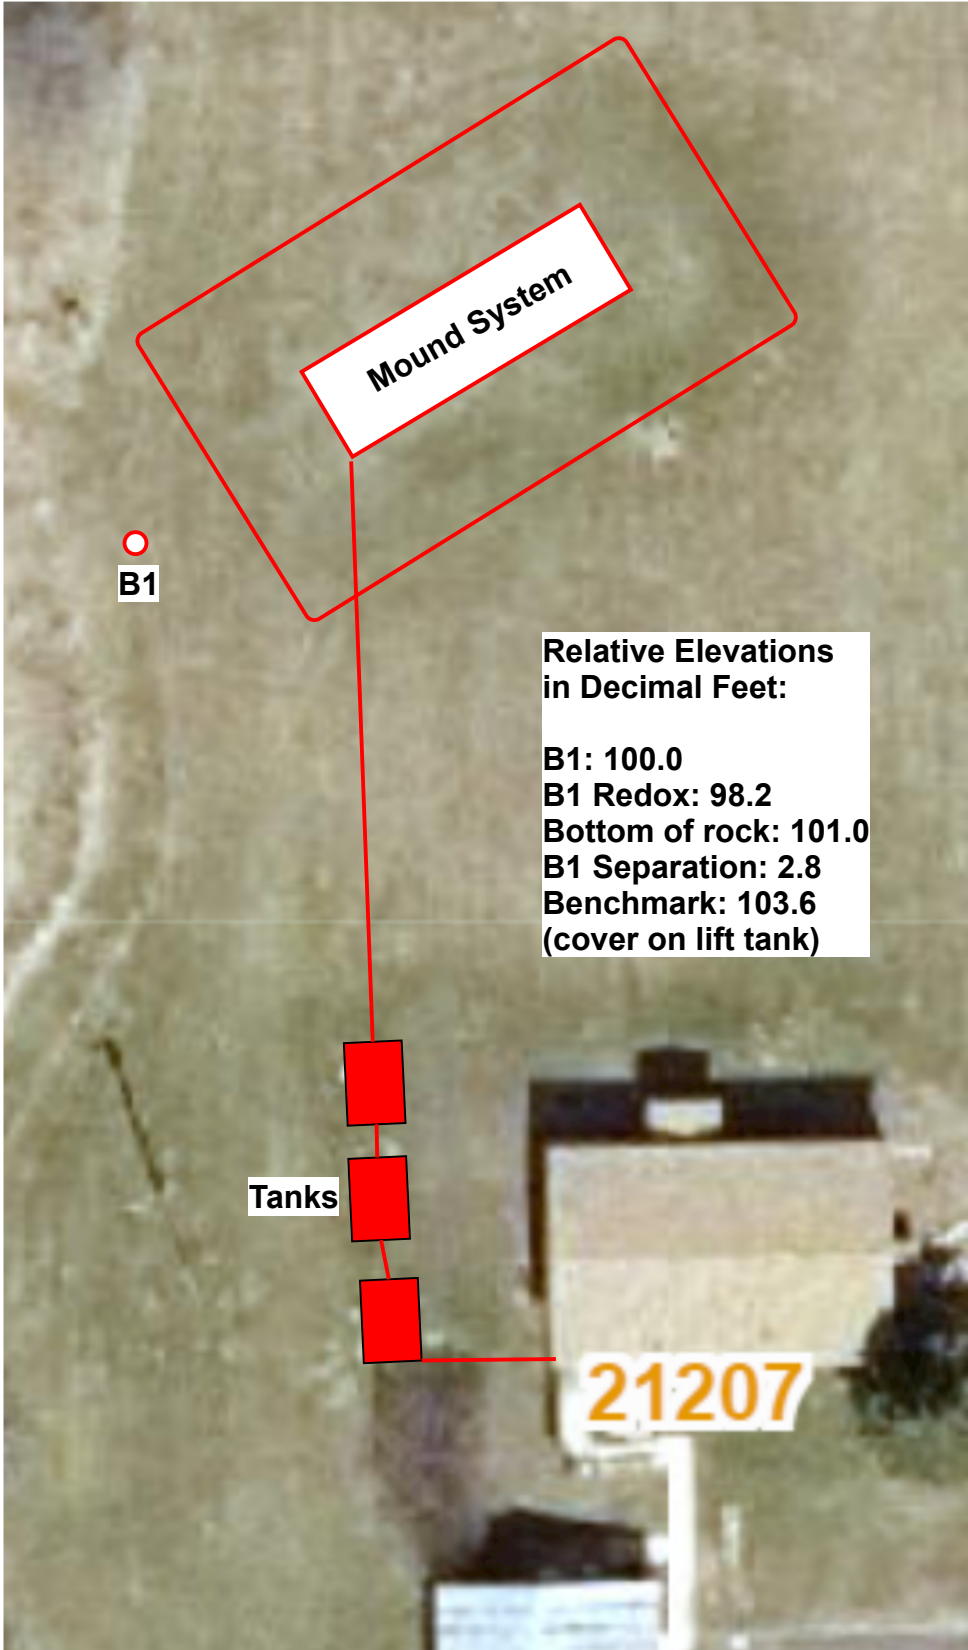 Mound System
B1
Relative Elevations
in Decimal Feet:
B1: 100.0
B1 Redox: 98.2
Bottom of rock: 101.0
B1 Separation: 2.8
Benchmark: 103.6
(cover on lift tank)
Tanks
21207